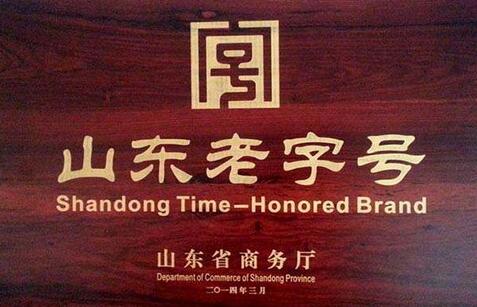 山东老字号
Shandong Time-Honored Brand
山东省商务厅
Department of Commerce of Shandong Province
二〇一四年三月